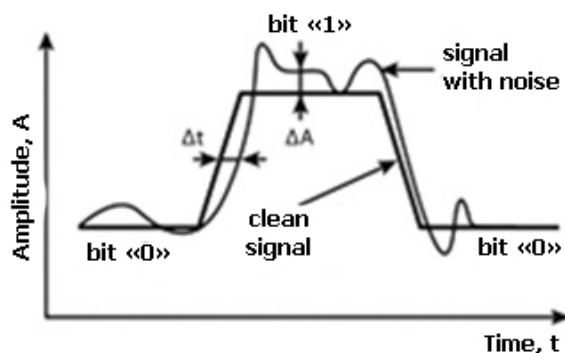 bit «1»
signal
with noise
Δt
ΔA
clean
signal
bit «0»
bit «0»
Amplitude, A
Time, t